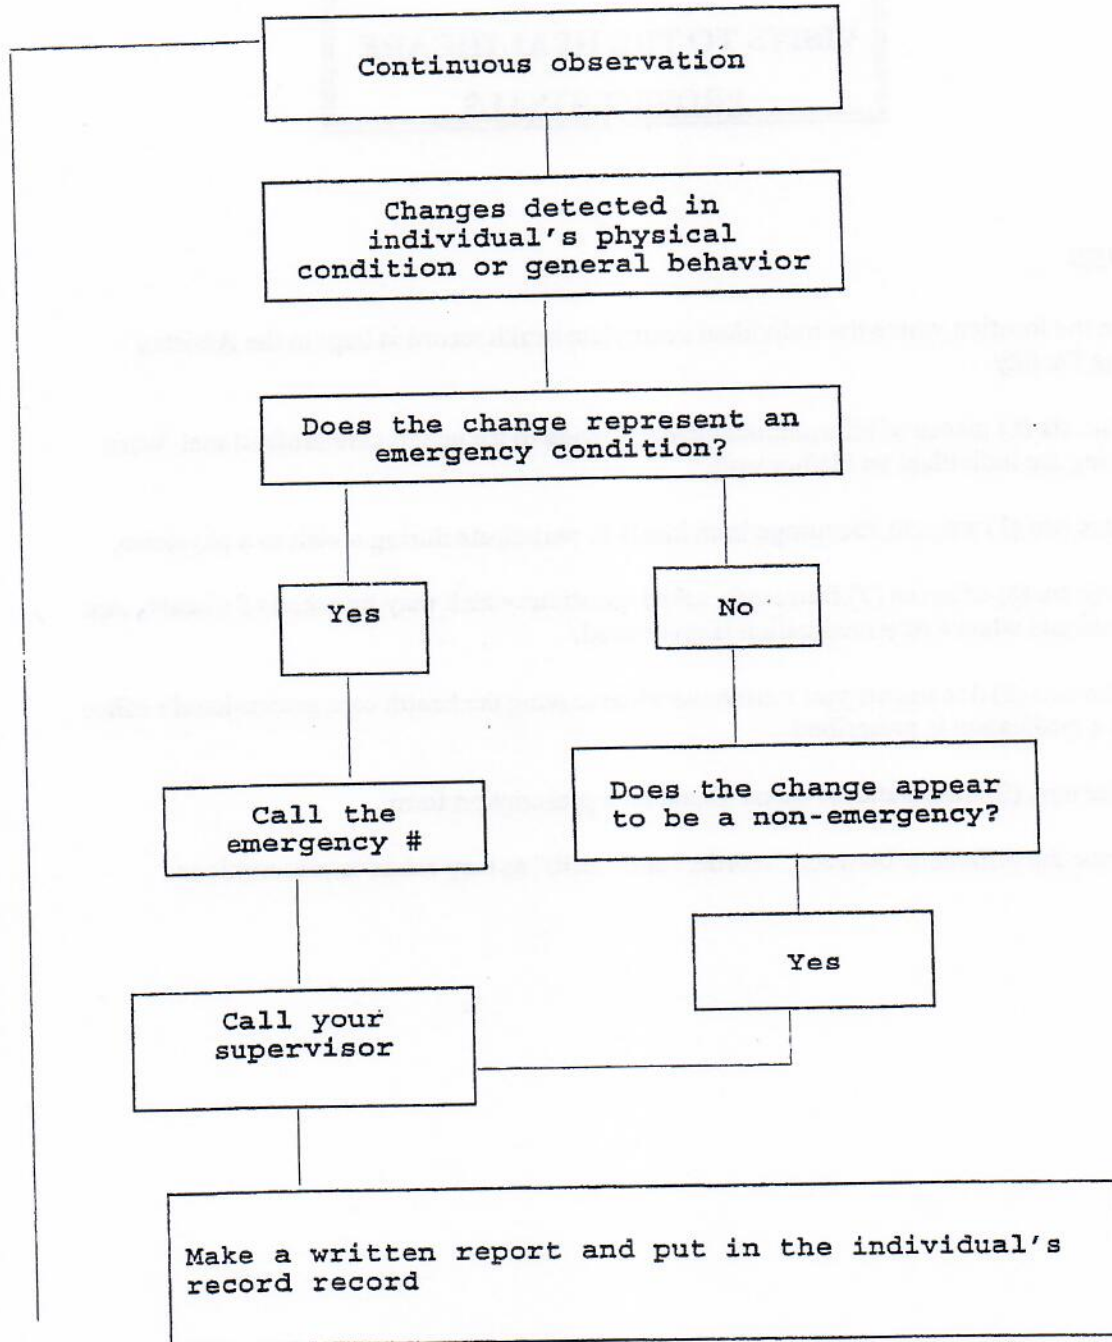 Continuous observation
Changes detected in
individual's physical
condition or general behavior
Does the change represent an
emergency condition?
Yes
No
Call the
emergency #
Does the change appear
to be a non-emergency?
Yes
Call your
supervisor
Make a written report and put in the individual's
record record